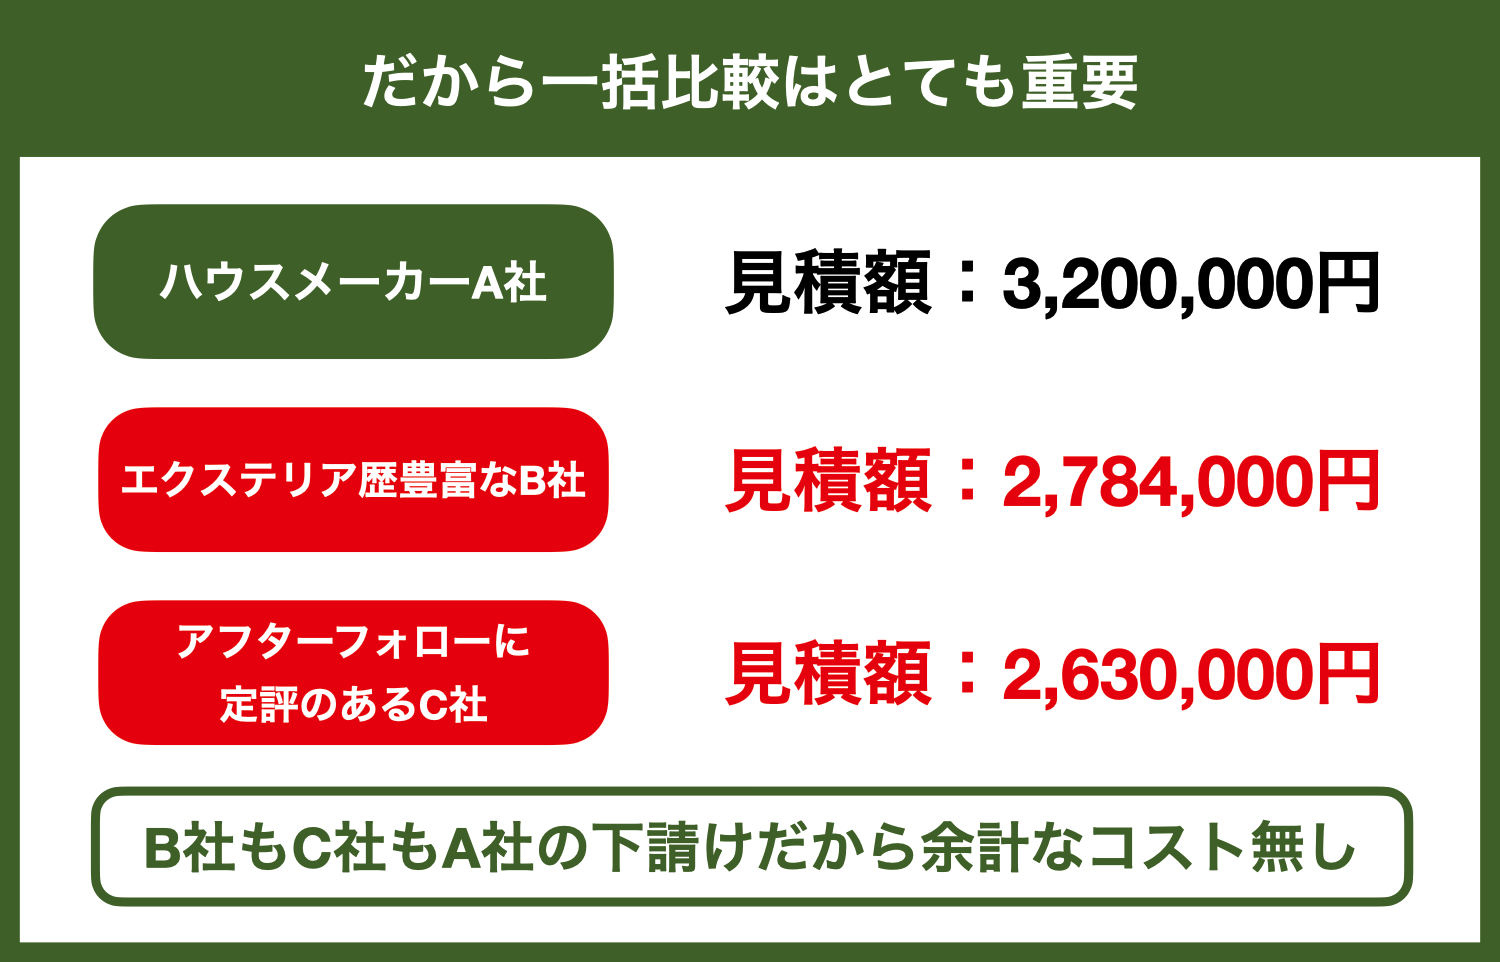 だから一括比較はとても重要
ハウスメーカーA社
見積額：3,200,000円
エクステリア歴豊富なB社
見積額：2,784,000円
アフターフォローに
定評のあるC社
見積額：2,630,000円
B社もC社もA社の下請けだから余計なコスト無し